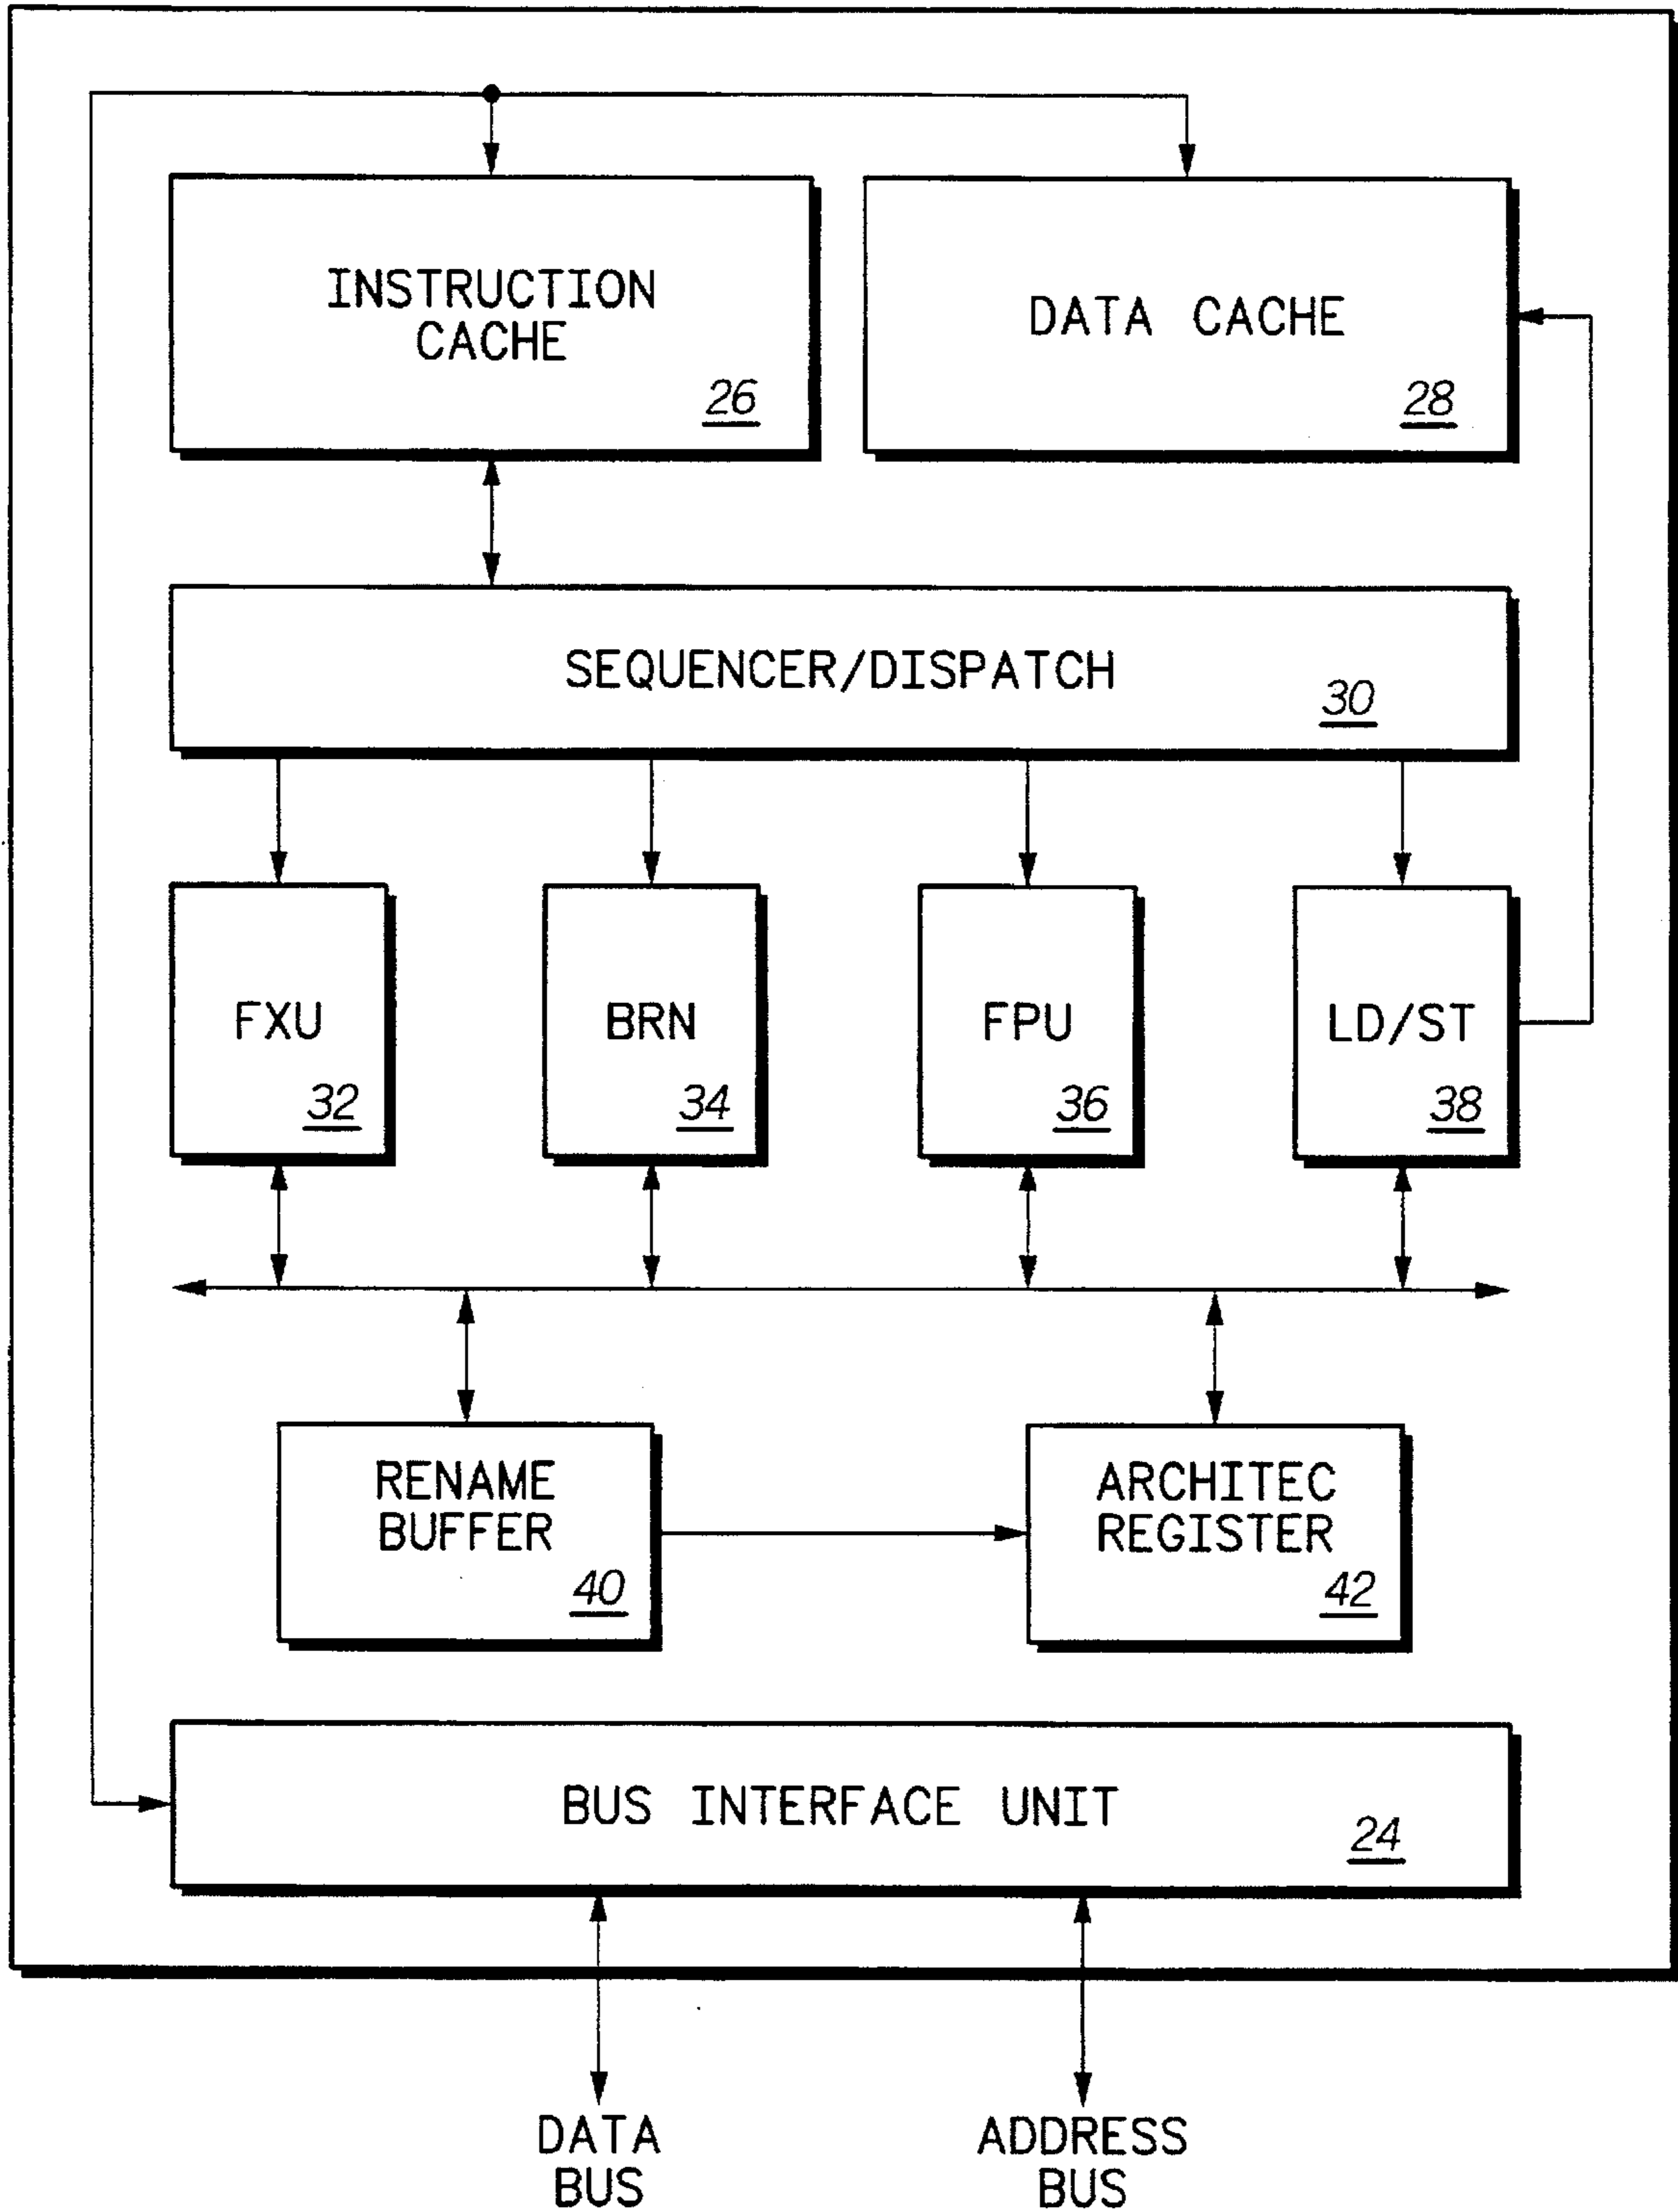 INSTRUCTION
CACHE
26
DATA CACHE
28
SEQUENCER/DISPATCH
30
FXU
32
BRN
34
FPU
36
LD/ST
38
RENAME
BUFFER
40
ARCHITEC
REGISTER
42
BUS INTERFACE UNIT
24
DATA
BUS
ADDRESS
BUS